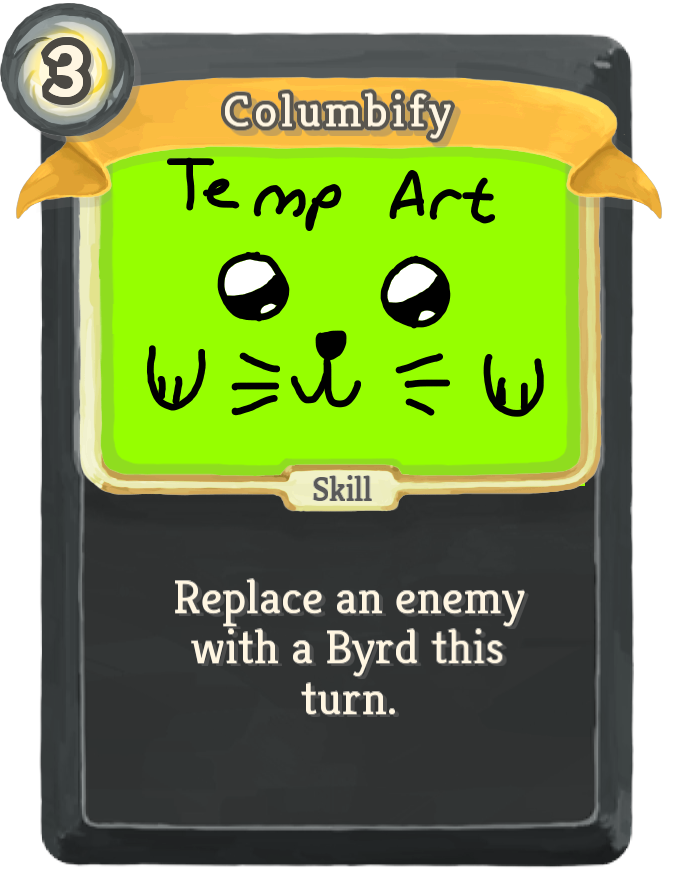 3
Columbify
Temp Art
Skill
Replace an enemy
with a Byrd this
turn.